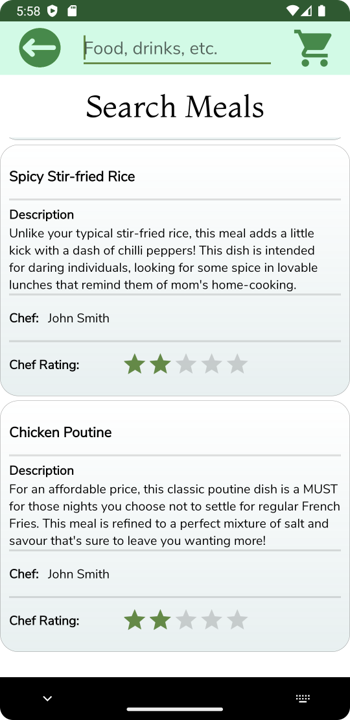 5:58
Food, drinks, etc.
Search Meals
Spicy Stir-fried Rice
Description
Unlike your typical stir-fried rice, this meal adds a little
kick with a dash of chilli peppers! This dish is intended
for daring individuals, looking for some spice in lovable
lunches that remind them of mom's home-cooking.
Chef: John Smith
Chef Rating:
Chicken Poutine
Description
For an affordable price, this classic poutine dish is a MUST
for those nights you choose not to settle for regular French
Fries. This meal is refined to a perfect mixture of salt and
savour that's sure to leave you wanting more!
Chef: John Smith
Chef Rating: